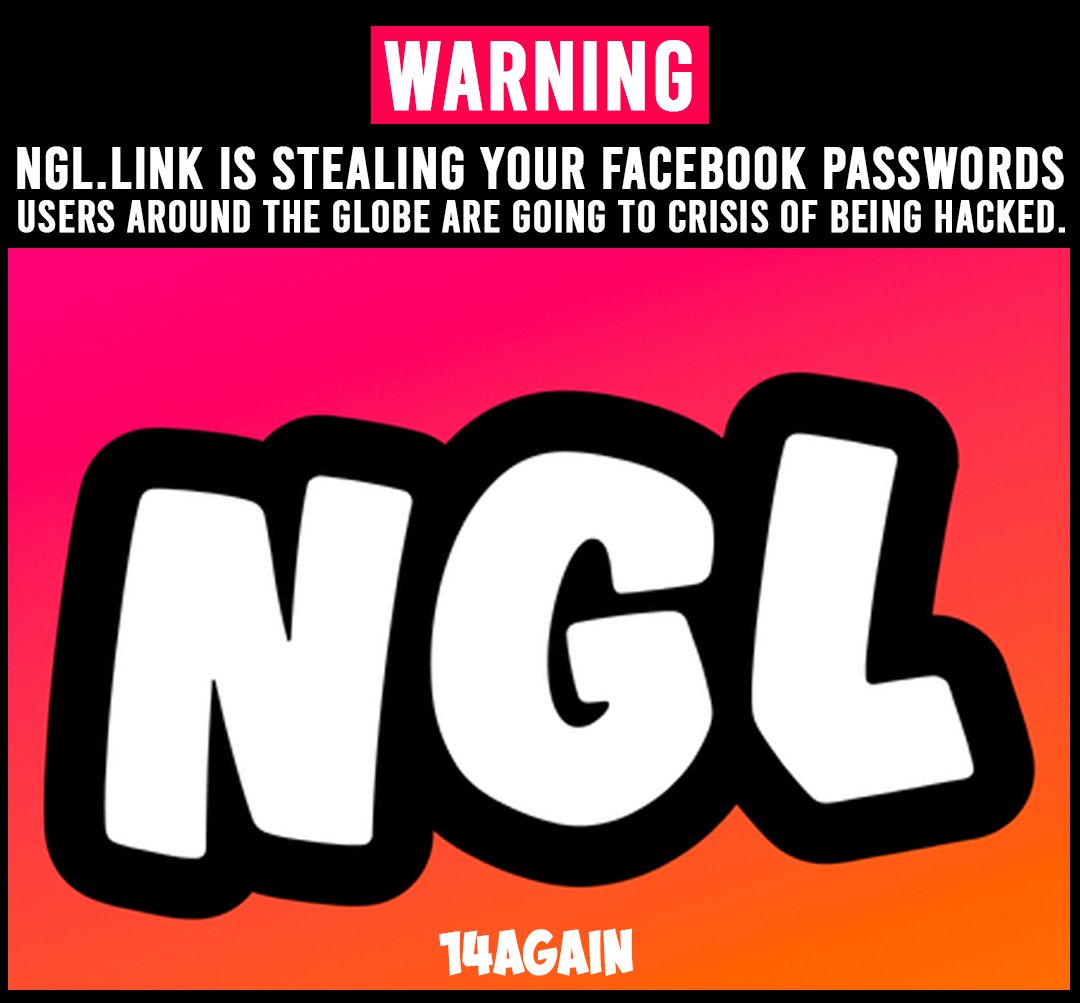 WARNING
NGL.LINK IS STEALING YOUR FACEBOOK PASSWORDS
USERS AROUND THE GLOBE ARE GOING TO CRISIS OF BEING HACKED.
NGL
14AGAIN